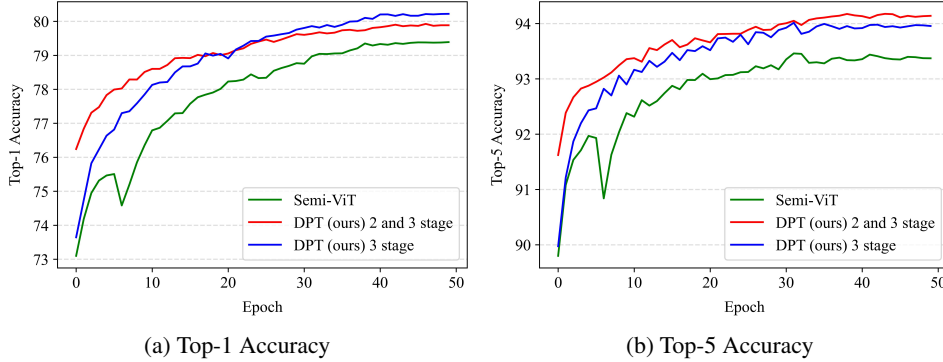 80
79
78
77
76
75
74
73
Top-1 Accuracy
Semi-ViT
DPT (ours) 2 and 3 stage
DPT (ours) 3 stage
0 10 20 30 40 50
Epoch
(a) Top-1 Accuracy
94
93
92
91
90
Top-5 Accuracy
Semi-ViT
DPT (ours) 2 and 3 stage
DPT (ours) 3 stage
0 10 20 30 40 50
Epoch
(b) Top-5 Accuracy